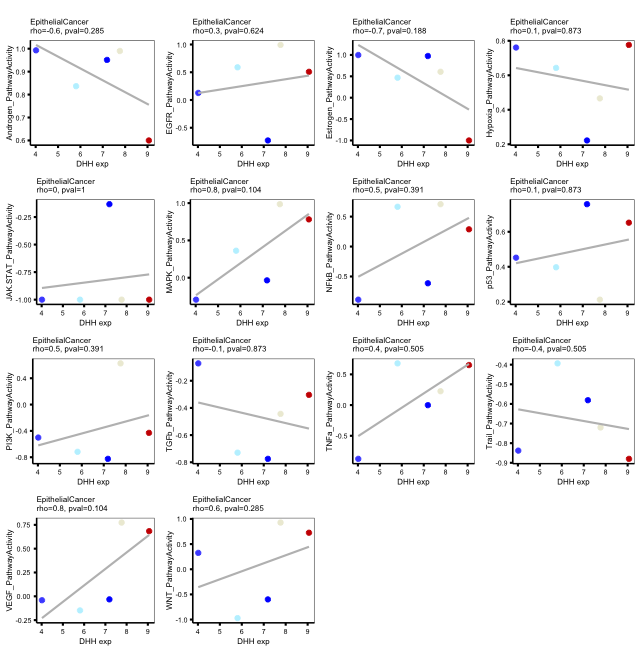 EpithelialCancer
rho=-0.6, pval=0.285
Androgen_PathwayActivity
1.0
0.9
0.8
0.7
0.6
4 5 6 7 8 9
DHH exp
EpithelialCancer
rho=0.3, pval=0.624
EGFR_PathwayActivity
1.0
0.5
0.0
-0.5
4 5 6 7 8 9
DHH exp
EpithelialCancer
rho=-0.7, pval=0.188
Estrogen_PathwayActivity
1.0
0.5
0.0
-0.5
-1.0
4 5 6 7 8 9
DHH exp
EpithelialCancer
rho=0.1, pval=0.873
Hypoxia_PathwayActivity
0.8
0.6
0.4
0.2
4 5 6 7 8 9
DHH exp
EpithelialCancer
rho=0, pval=1
JAK.STAT_PathwayActivity
-0.25
-0.50
-0.75
-1.00
4 5 6 7 8 9
DHH exp
EpithelialCancer
rho=0.8, pval=0.104
MAPK_PathwayActivity
1.0
0.5
0.0
4 5 6 7 8 9
DHH exp
EpithelialCancer
rho=0.5, pval=0.391
NFkB_PathwayActivity
0.5
0.0
-0.5
4 5 6 7 8 9
DHH exp
EpithelialCancer
rho=0.1, pval=0.873
p53_PathwayActivity
0.6
0.4
0.2
4 5 6 7 8 9
DHH exp
EpithelialCancer
rho=0.5, pval=0.391
PI3K_PathwayActivity
0.4
0.0
-0.4
-0.8
4 5 6 7 8 9
DHH exp
EpithelialCancer
rho=-0.1, pval=0.873
TGFb_PathwayActivity
-0.2
-0.4
-0.6
-0.8
4 5 6 7 8 9
DHH exp
EpithelialCancer
rho=0.4, pval=0.505
TNFa_PathwayActivity
0.5
0.0
-0.5
4 5 6 7 8 9
DHH exp
EpithelialCancer
rho=-0.4, pval=0.505
Trail_PathwayActivity
-0.4
-0.5
-0.6
-0.7
-0.8
-0.9
4 5 6 7 8 9
DHH exp
EpithelialCancer
rho=0.8, pval=0.104
VEGF_PathwayActivity
0.75
0.50
0.25
0.00
-0.25
4 5 6 7 8 9
DHH exp
EpithelialCancer
rho=0.6, pval=0.285
WNT_PathwayActivity
1.0
0.5
0.0
-0.5
-1.0
4 5 6 7 8 9
DHH exp